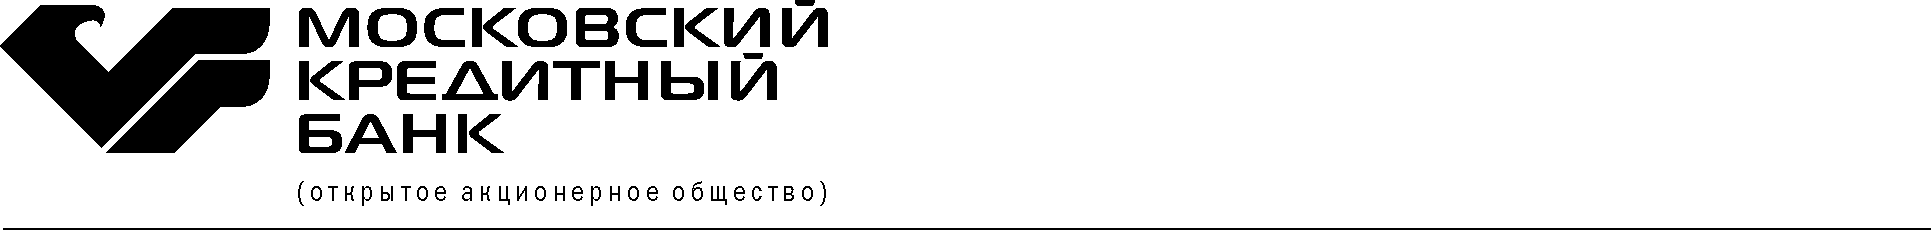 МОСКОВСКИЙ
КРЕДИТНЫЙ
БАНК
(открытое акционерное общество)